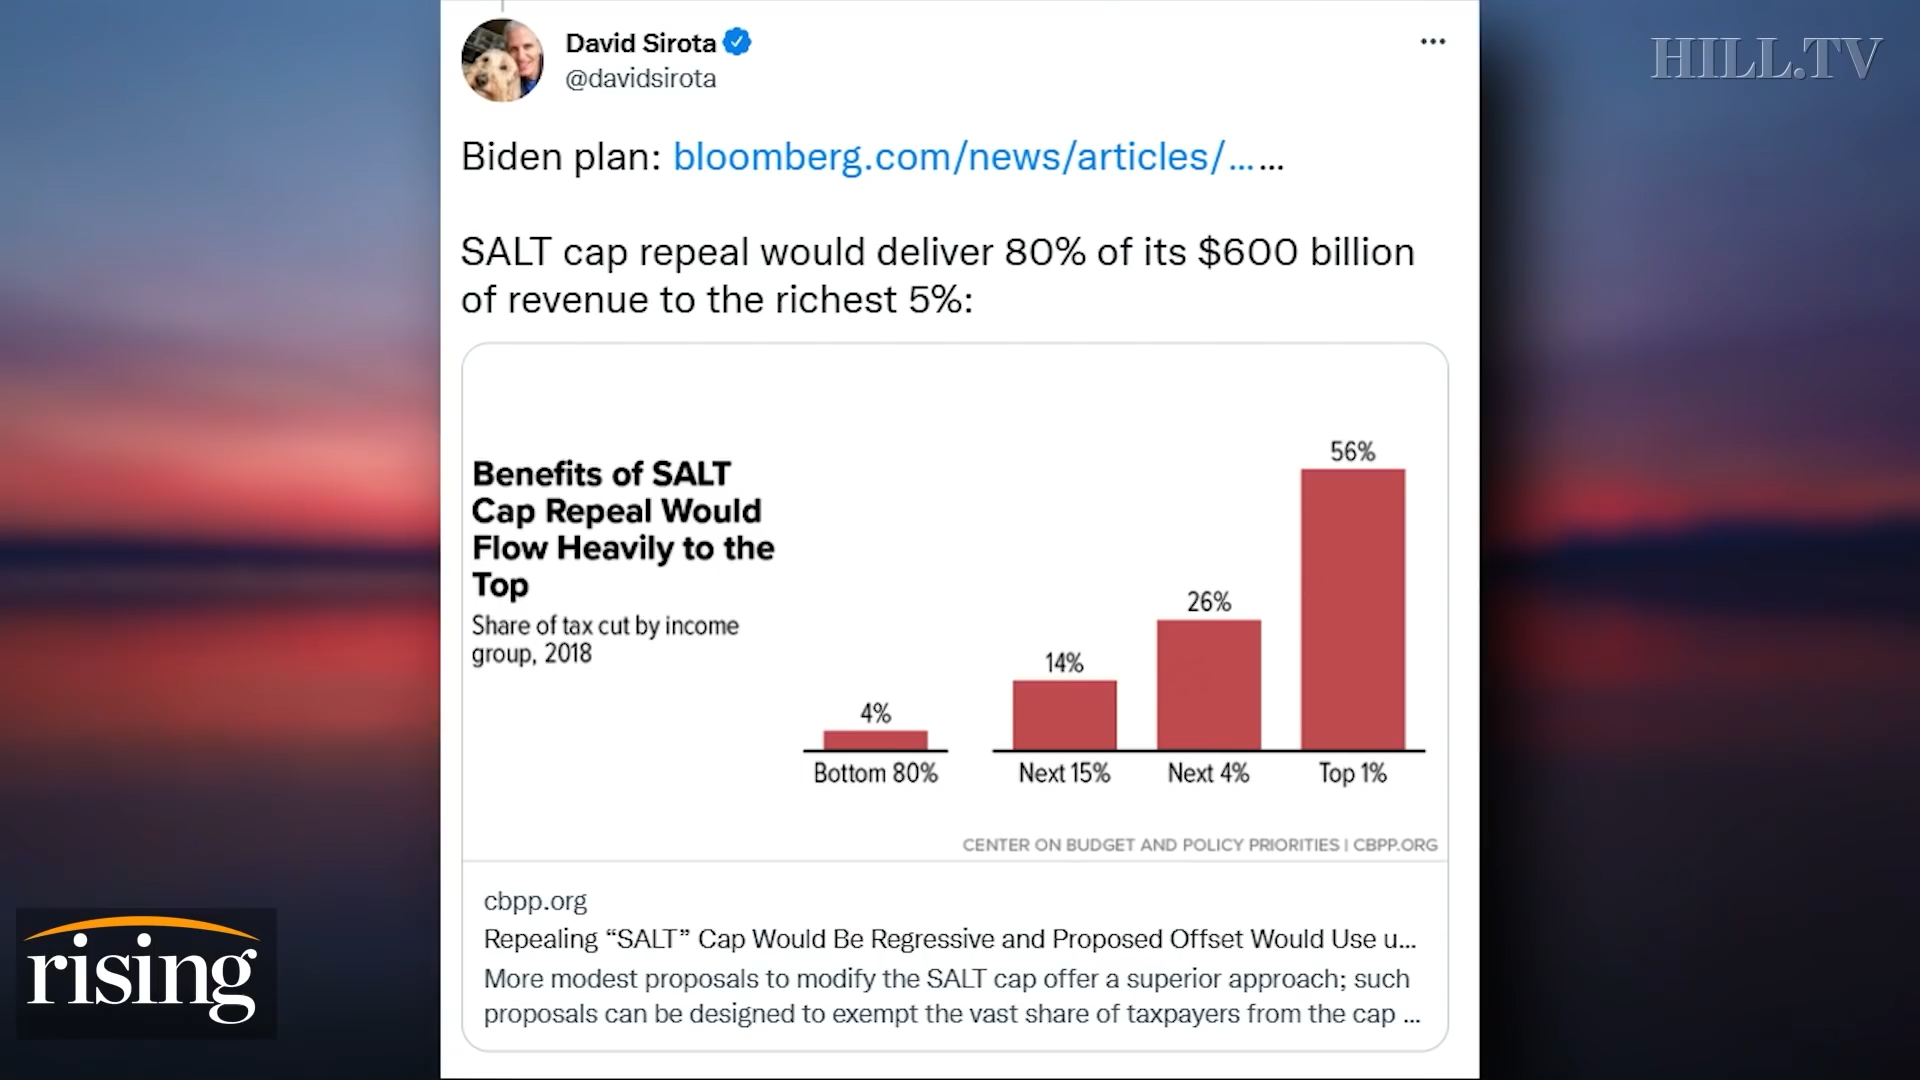 David Sirota
@davidsirota
HILL.TV
Biden plan: bloomberg.com/news/articles/... ...
SALT cap repeal would deliver 80% of its $600 billion
of revenue to the richest 5%:
Benefits of SALT
Cap Repeal Would
Flow Heavily to the
Top
Share of tax cut by income
group, 2018
4%
14%
26%
56%
Bottom 80%
Next 15%
Next 4%
Top 1%
CENTER ON BUDGET AND POLICY PRIORITIES | CBPP.ORG
cbpp.org
Repealing “SALT” Cap Would Be Regressive and Proposed Offset Would Use u...
More modest proposals to modify the SALT cap offer a superior approach; such
proposals can be designed to exempt the vast share of taxpayers from the cap ...
rising